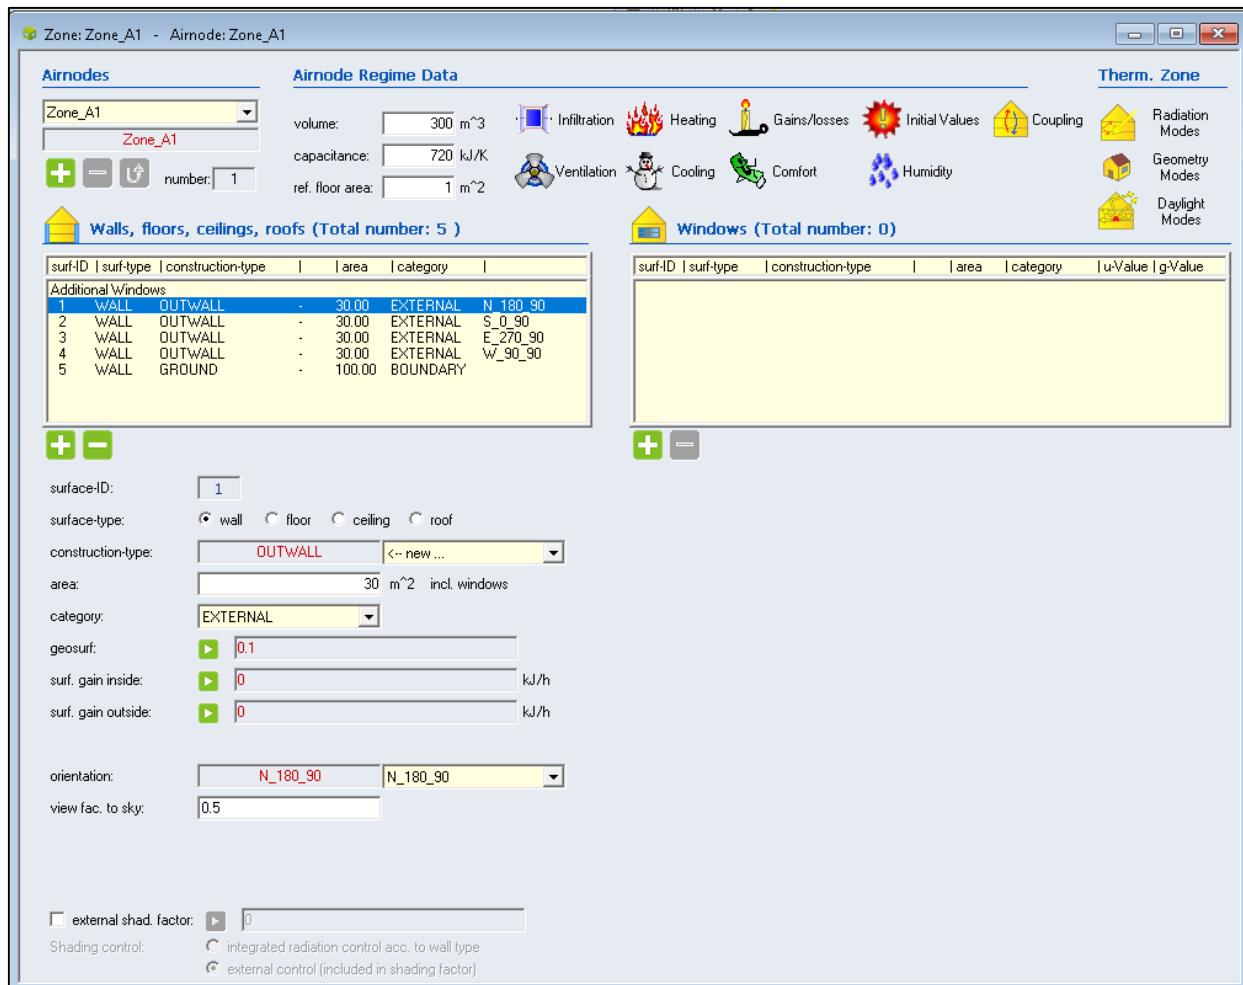 Zone: Zone_A1 - Airnode: Zone_A1
Airnodes
Airnode Regime Data
Therm. Zone
Zone_A1
Zone_A1
number: 1
volume: 300 m^3
capacitance: 720 kJ/K
ref. floor area: 1 m^2
Infiltration
Heating
Gains/losses
Initial Values
Coupling
Ventilation
Cooling
Comfort
Humidity
Radiation
Modes
Geometry
Modes
Daylight
Modes
Walls, floors, ceilings, roofs (Total number: 5 )
Windows (Total number: 0)
surf-ID | surf-type | construction-type | | area | category |
surf-ID | surf-type | construction-type | | area | category | u-Value | g-Value
Additional Windows
1 WALL OUTWALL - 30.00 EXTERNAL N_180_90
2 WALL OUTWALL - 30.00 EXTERNAL S_0_90
3 WALL OUTWALL - 30.00 EXTERNAL E_270_90
4 WALL OUTWALL - 30.00 EXTERNAL W_90_90
5 WALL GROUND - 100.00 BOUNDARY
surface-ID: 1
surface-type: wall floor ceiling roof
construction-type: OUTWALL <-- new ...
area: 30 m^2 incl. windows
category: EXTERNAL
geosurf: 0.1
surf. gain inside: 0 kJ/h
surf. gain outside: 0 kJ/h
orientation: N_180_90 N_180_90
view fac. to sky: 0.5
external shad. factor: 0
Shading control: integrated radiation control acc. to wall type
external control (included in shading factor)